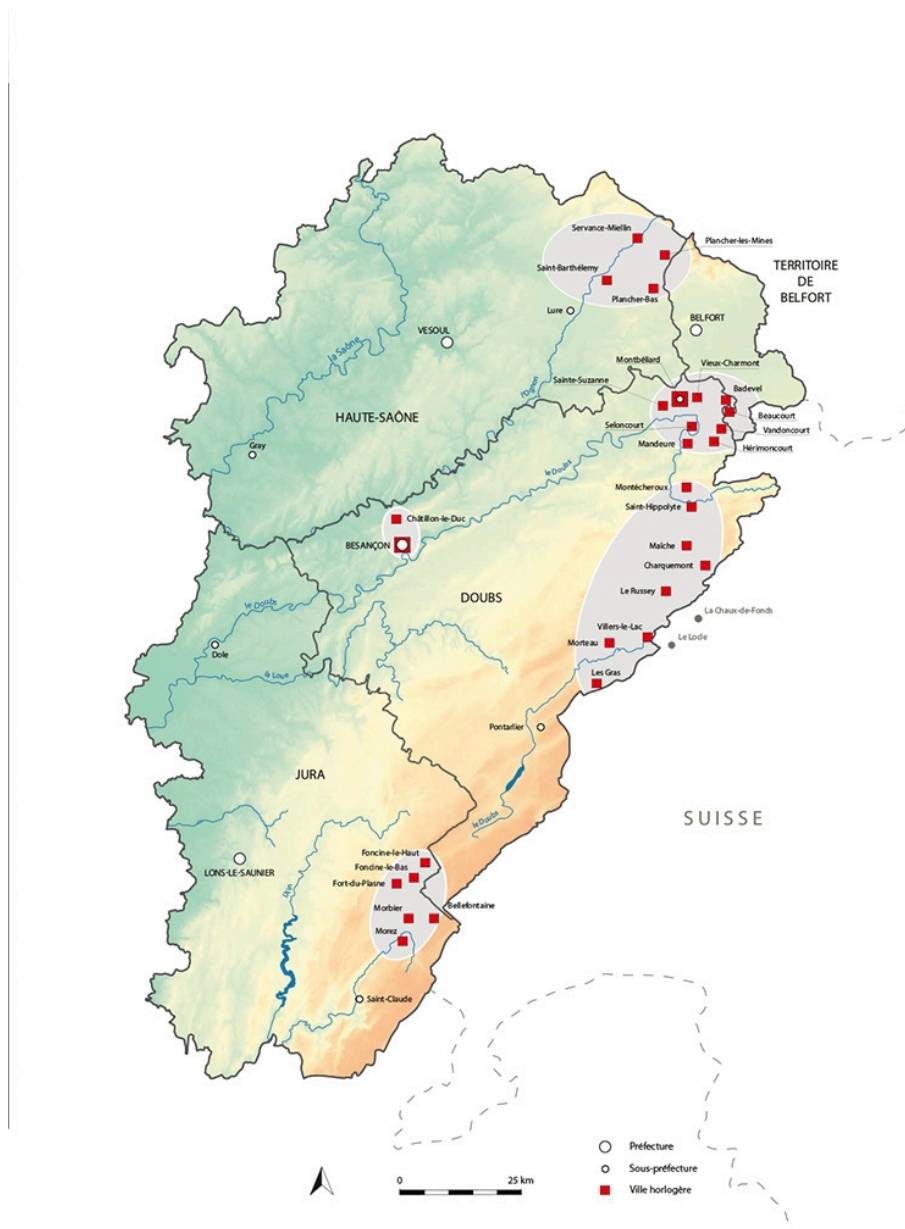 Servance-Miellin
Plancher-les-Mines
Saint-Barthélemy
Plancher-Bas
TERRITOIRE
DE
BELFORT
Lure
BELFORT
VESOUL
la Saône
l'Ognon
Montbéliard
Vieux-Charmont
Sainte-Suzanne
Badevel
Beaucourt
HAUTE-SAÔNE
Seloncourt
Vandoncourt
Mandeure
Hérimoncourt
Gray
le Doubs
Montécheroux
Saint-Hippolyte
Châtillon-le-Duc
BESANÇON
Maîche
Charquemont
DOUBS
Le Russey
le Doubs
La Chaux-de-Fonds
Villers-le-Lac
Morteau
Le Locle
Dole
la Loue
Les Gras
Pontarlier
JURA
SUISSE
le Doubs
Foncine-le-Haut
Foncine-le-Bas
LONS-LE-SAUNIER
Fort-du-Plasne
l'Ain
Morbier
Bellefontaine
Morez
Saint-Claude
Préfecture
Sous-préfecture
Ville horlogère
0 25 km